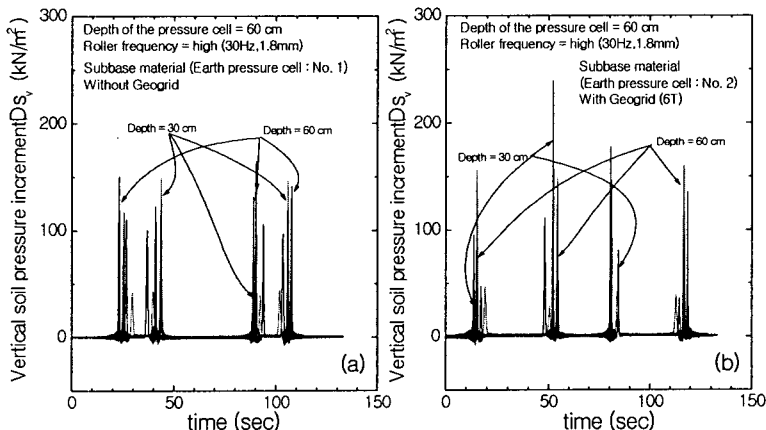 Vertical soil pressure incrementDsv (kN/m²)
300
200
100
0
Depth of the pressure cell = 60 cm
Roller frequency = high (30Hz,1.8mm)
Subbase material (Earth pressure cell : No. 1)
Without Geogrid
Depth = 30 cm
Depth = 60 cm
(a)
0
50
100
150
time (sec)
Vertical soil pressure incrementDsv (kN/m²)
300
200
100
0
Depth of the pressure cell = 60 cm
Roller frequency = high (30Hz,1.8mm)
Subbase material
(Earth pressure cell : No. 2)
With Geogrid (6T)
Depth = 30 cm
Depth = 60 cm
(b)
0
50
100
150
time (sec)